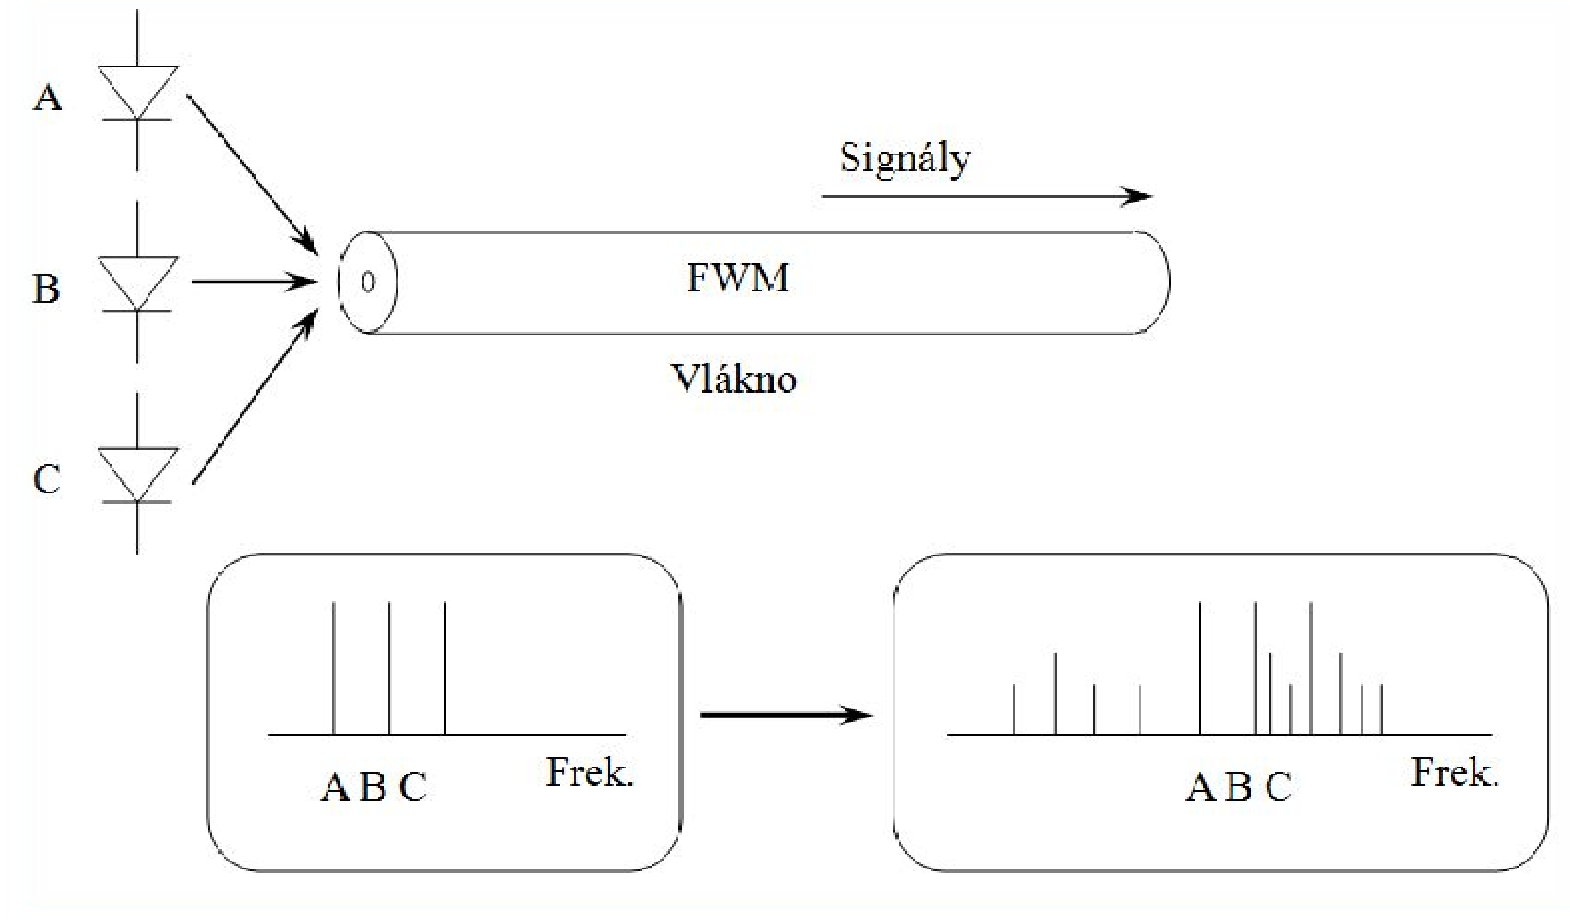 A
Signály
FWM
B
Vlákno
C
Frek.
A B C
Frek.
A B C